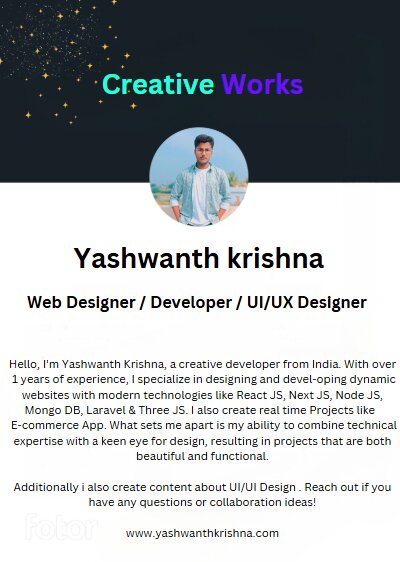 Creative Works
Yashwanth krishna
Web Designer / Developer / UI/UX Designer
Hello, I'm Yashwanth Krishna, a creative developer from India. With over
1 years of experience, I specialize in designing and devel-oping dynamic
websites with modern technologies like React JS, Next JS, Node JS,
Mongo DB, Laravel & Three JS. I also create real time Projects like
E-commerce App. What sets me apart is my ability to combine technical
expertise with a keen eye for design, resulting in projects that are both
beautiful and functional.
Additionally i also create content about UI/UI Design . Reach out if you
have any questions or collaboration ideas!
fotor
www.yashwanthkrishna.com